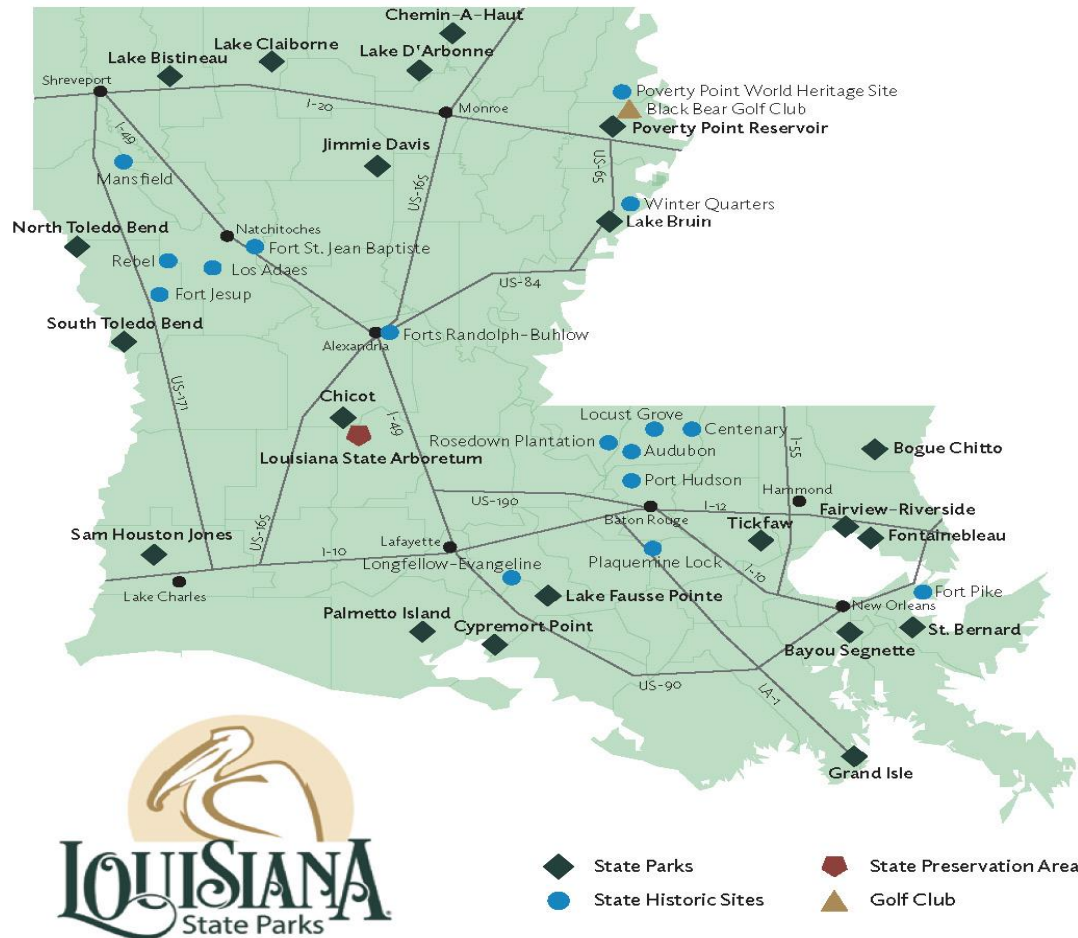 Chemin-A-Haut
Lake Claiborne
Lake D'Arbonne
Lake Bistineau
Shreveport
I-20
Monroe
Poverty Point World Heritage Site
Black Bear Golf Club
Poverty Point Reservoir
I-49
Jimmie Davis
US-165
US-65
Mansfield
Winter Quarters
Lake Bruin
North Toledo Bend
Natchitoches
Fort St. Jean Baptiste
Rebel
Los Adaes
Fort Jesup
US-84
South Toledo Bend
Alexandria
Forts Randolph-Buhlow
US-171
Chicot
I-49
Louisiana State Arboretum
Locust Grove
Centenary
Rosedown Plantation
Audubon
I-55
Bogue Chitto
Port Hudson
US-190
Hammond
I-12
Baton Rouge
Fairview-Riverside
Tickfaw
Fontainebleau
US-165
Sam Houston Jones
I-10
Lafayette
Longfellow-Evangeline
Plaquemine Lock
I-10
Lake Charles
Lake Fausse Pointe
Fort Pike
New Orleans
Palmetto Island
Cypremort Point
St. Bernard
Bayou Segnette
US-90
LA-1
Grand Isle
LOUISIANA
State Parks
State Parks
State Preservation Area
State Historic Sites
Golf Club